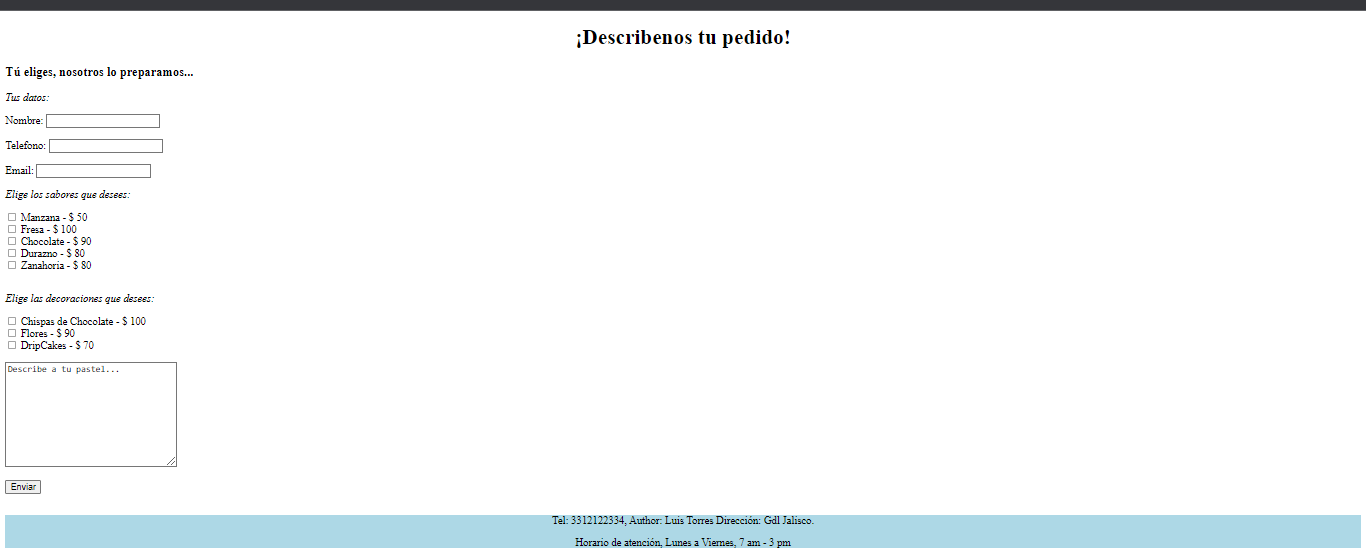 ¡Describenos tu pedido!
Tú eliges, nosotros lo preparamos...
Tus datos:
Nombre:
Telefono:
Email:
Elige los sabores que desees:
Manzana - $ 50
Fresa - $ 100
Chocolate - $ 90
Durazno - $ 80
Zanahoria - $ 80
Elige las decoraciones que desees:
Chispas de Chocolate - $ 100
Flores - $ 90
DripCakes - $ 70
Describe a tu pastel...
Enviar
Tel: 3312122334, Author: Luis Torres Dirección: Gdl Jalisco.
Horario de atención, Lunes a Viernes, 7 am - 3 pm